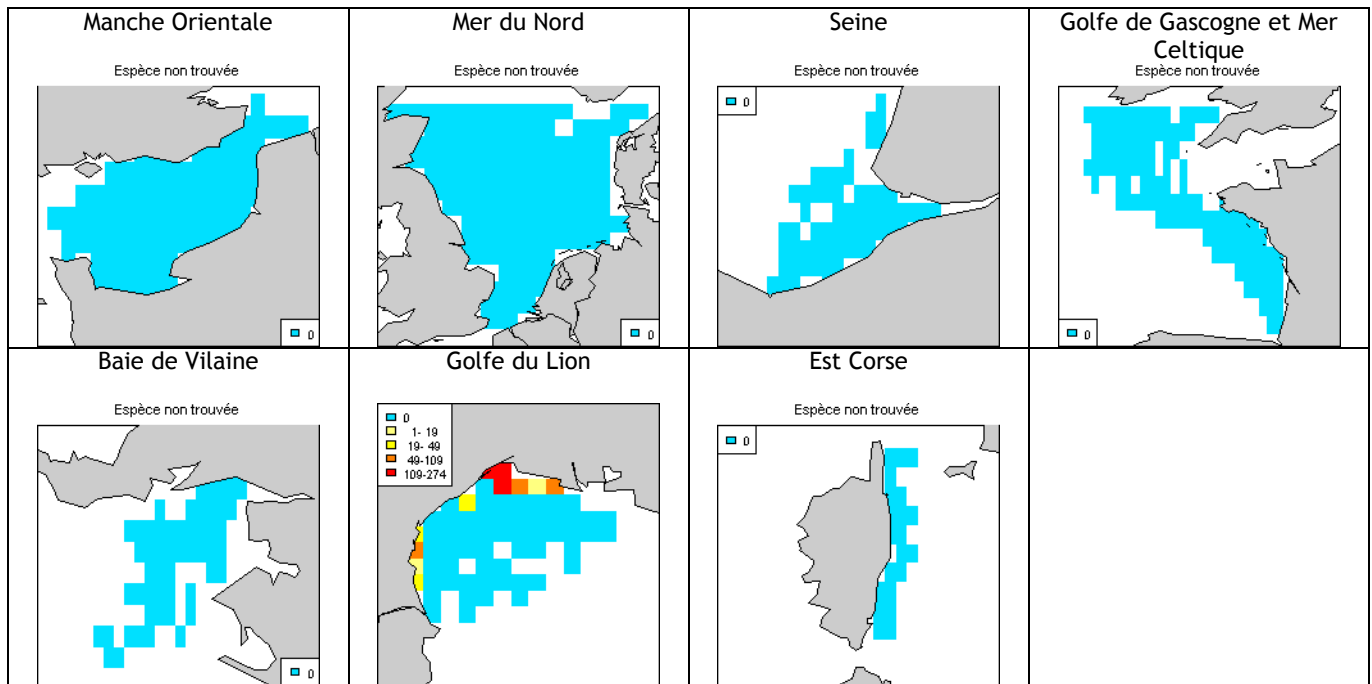 Manche Orientale
Espèce non trouvée
0
Mer du Nord
Espèce non trouvée
0
Seine
Espèce non trouvée
0
Golfe de Gascogne et Mer
Celtique
Espèce non trouvée
0
Baie de Vilaine
Espèce non trouvée
0
Golfe du Lion
0
1- 19
19- 49
49-109
109-274
Est Corse
Espèce non trouvée
0